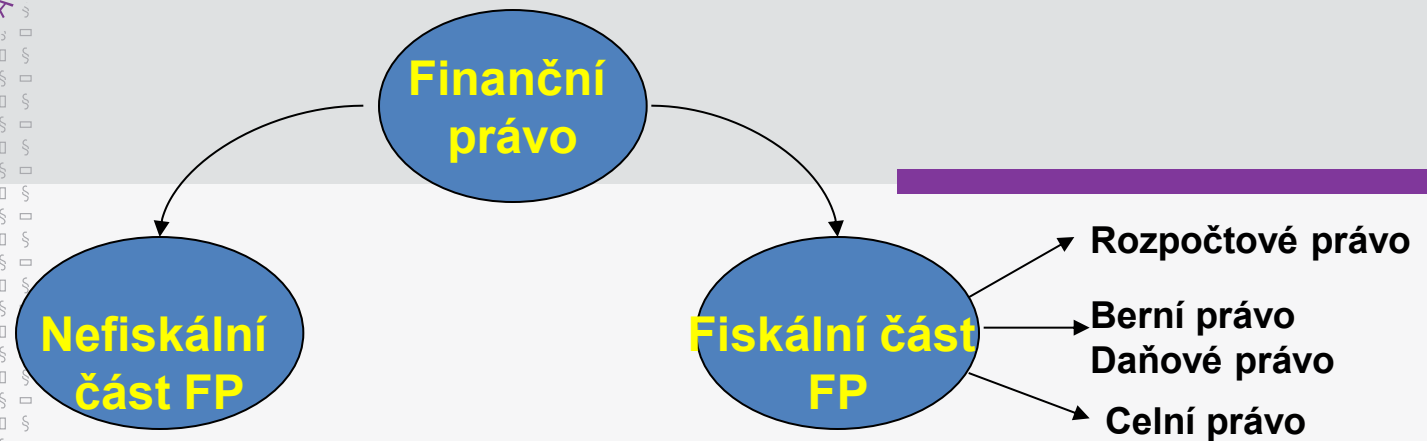 Finanční
právo
Nefiskální
část FP
Fiskální část
FP
Rozpočtové právo
Berní právo
Daňové právo
Celní právo